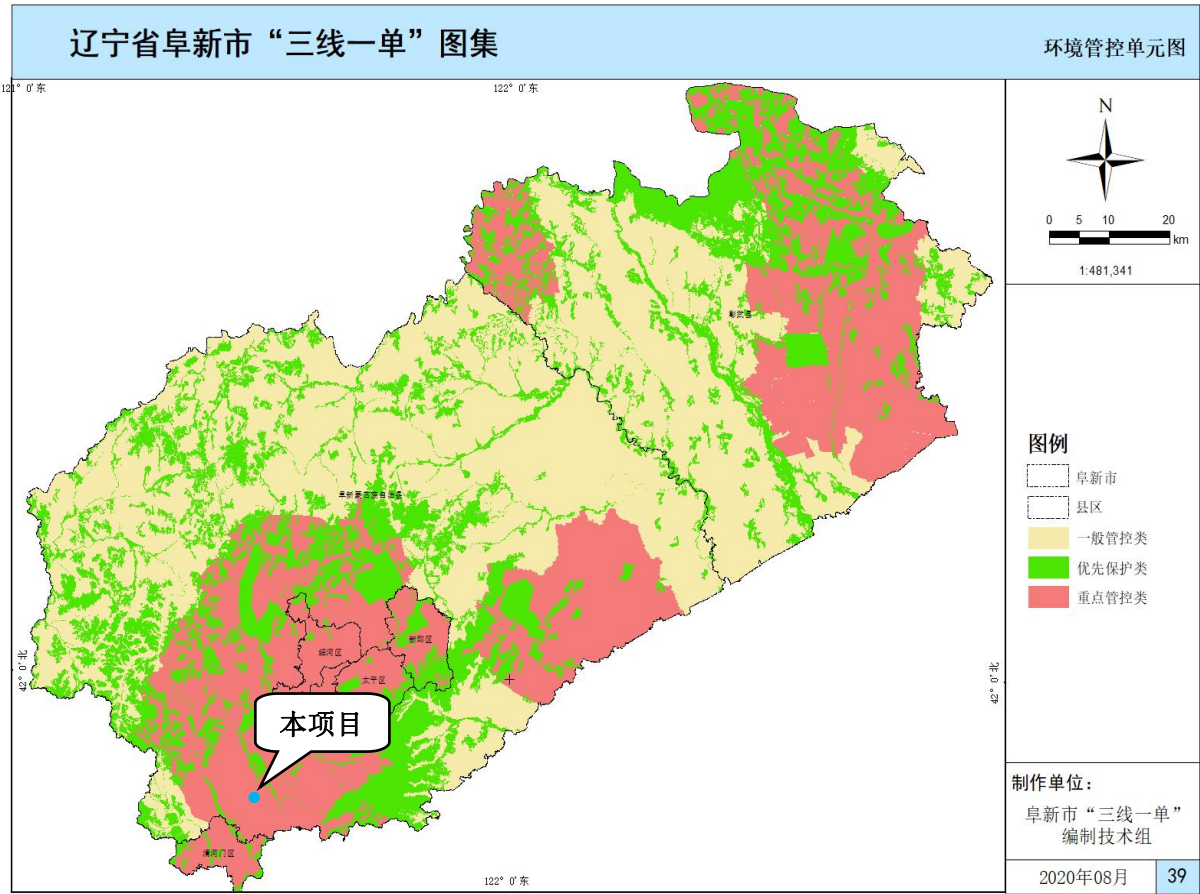 辽宁省阜新市“三线一单”图集
环境管控单元图
121° 0′东
122° 0′东
N
0 5 10 20
km
1:481,341
彰武县
图例
阜新市
县区
一般管控类
优先保护类
重点管控类
阜新蒙古族自治县
新邱区
细河区
太平区
42° 0′北
42° 0′北
本项目
清河门区
制作单位：
阜新市“三线一单”
编制技术组
122° 0′东
2020年08月
39